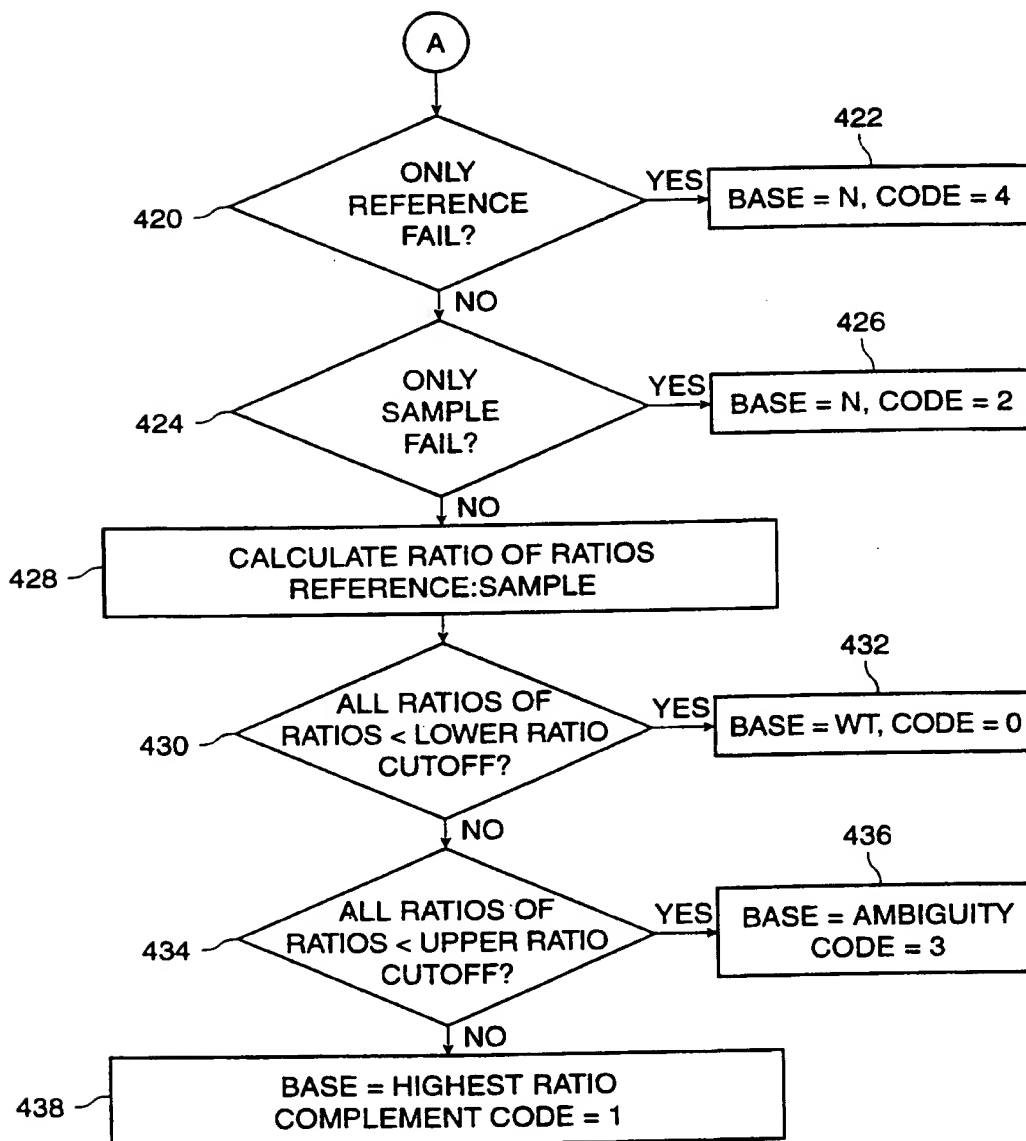 A
ONLY
REFERENCE
FAIL?
420
YES
422
BASE = N, CODE = 4
NO
ONLY
SAMPLE
FAIL?
424
YES
426
BASE = N, CODE = 2
NO
CALCULATE RATIO OF RATIOS
REFERENCE:SAMPLE
428
ALL RATIOS OF
RATIOS < LOWER RATIO
CUTOFF?
430
YES
432
BASE = WT, CODE = 0
NO
ALL RATIOS OF
RATIOS < UPPER RATIO
CUTOFF?
434
YES
436
BASE = AMBIGUITY
CODE = 3
NO
BASE = HIGHEST RATIO
COMPLEMENT CODE = 1
438